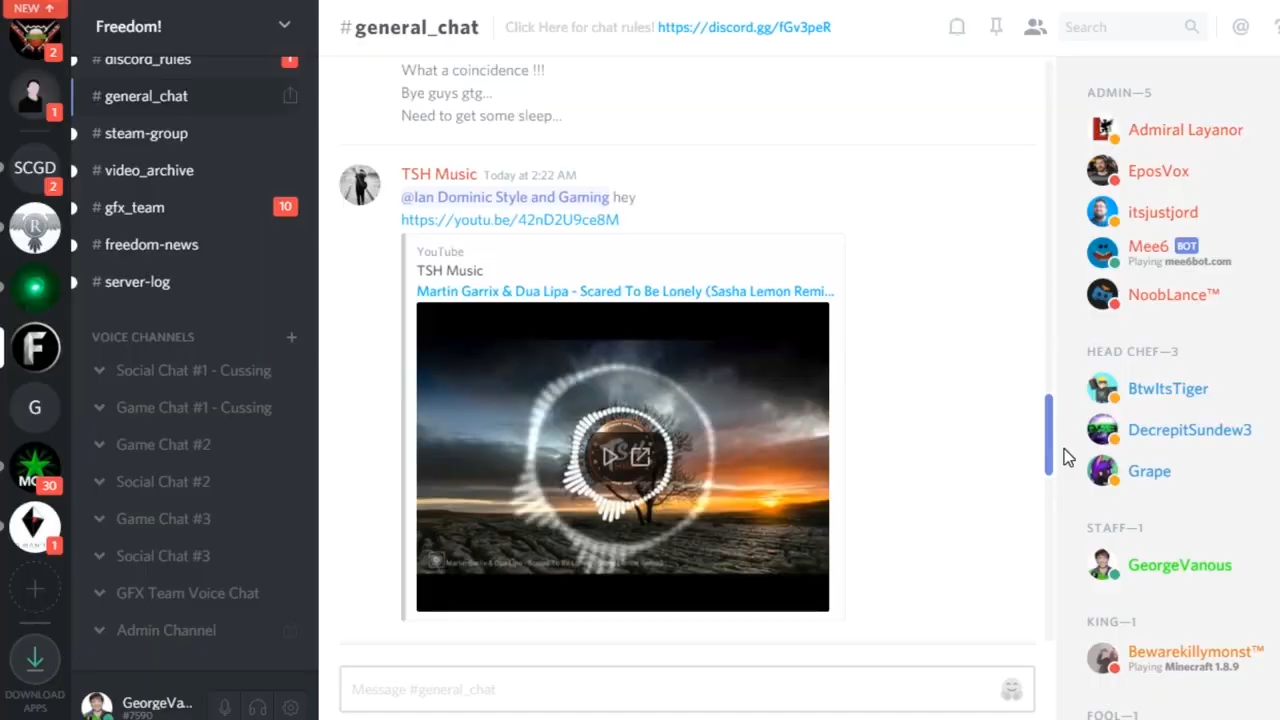 NEW ↑
2
1
SCGD
2
R
F
G
MC
30
1
DOWNLOAD
APPS
Freedom!
# discord_rules
1
# general_chat
# steam-group
# video_archive
# gfx_team
10
# freedom-news
# server-log
VOICE CHANNELS +
Social Chat #1 - Cussing
Game Chat #1 - Cussing
Game Chat #2
Social Chat #2
Game Chat #3
Social Chat #3
GFX Team Voice Chat
Admin Channel
GeorgeVa...
#7590
#general_chat
Click Here for chat rules! https://discord.gg/fGv3peR
Search
@
?
What a coincidence !!!
Bye guys gtg...
Need to get some sleep...
TSH Music Today at 2:22 AM
@Ian Dominic Style and Gaming hey
https://youtu.be/42nD2U9ce8M
YouTube
TSH Music
Martin Garrix & Dua Lipa - Scared To Be Lonely (Sasha Lemon Remi...
Message #general_chat
ADMIN—5
Admiral Layanor
EposVox
itsjustjord
Mee6 BOT
Playing mee6bot.com
NoobLance™
HEAD CHEF—3
BtwItsTiger
DecrepitSundew3
Grape
STAFF—1
GeorgeVanous
KING—1
Bewarekillymonst™
Playing Minecraft 1.8.9
FOOL—1